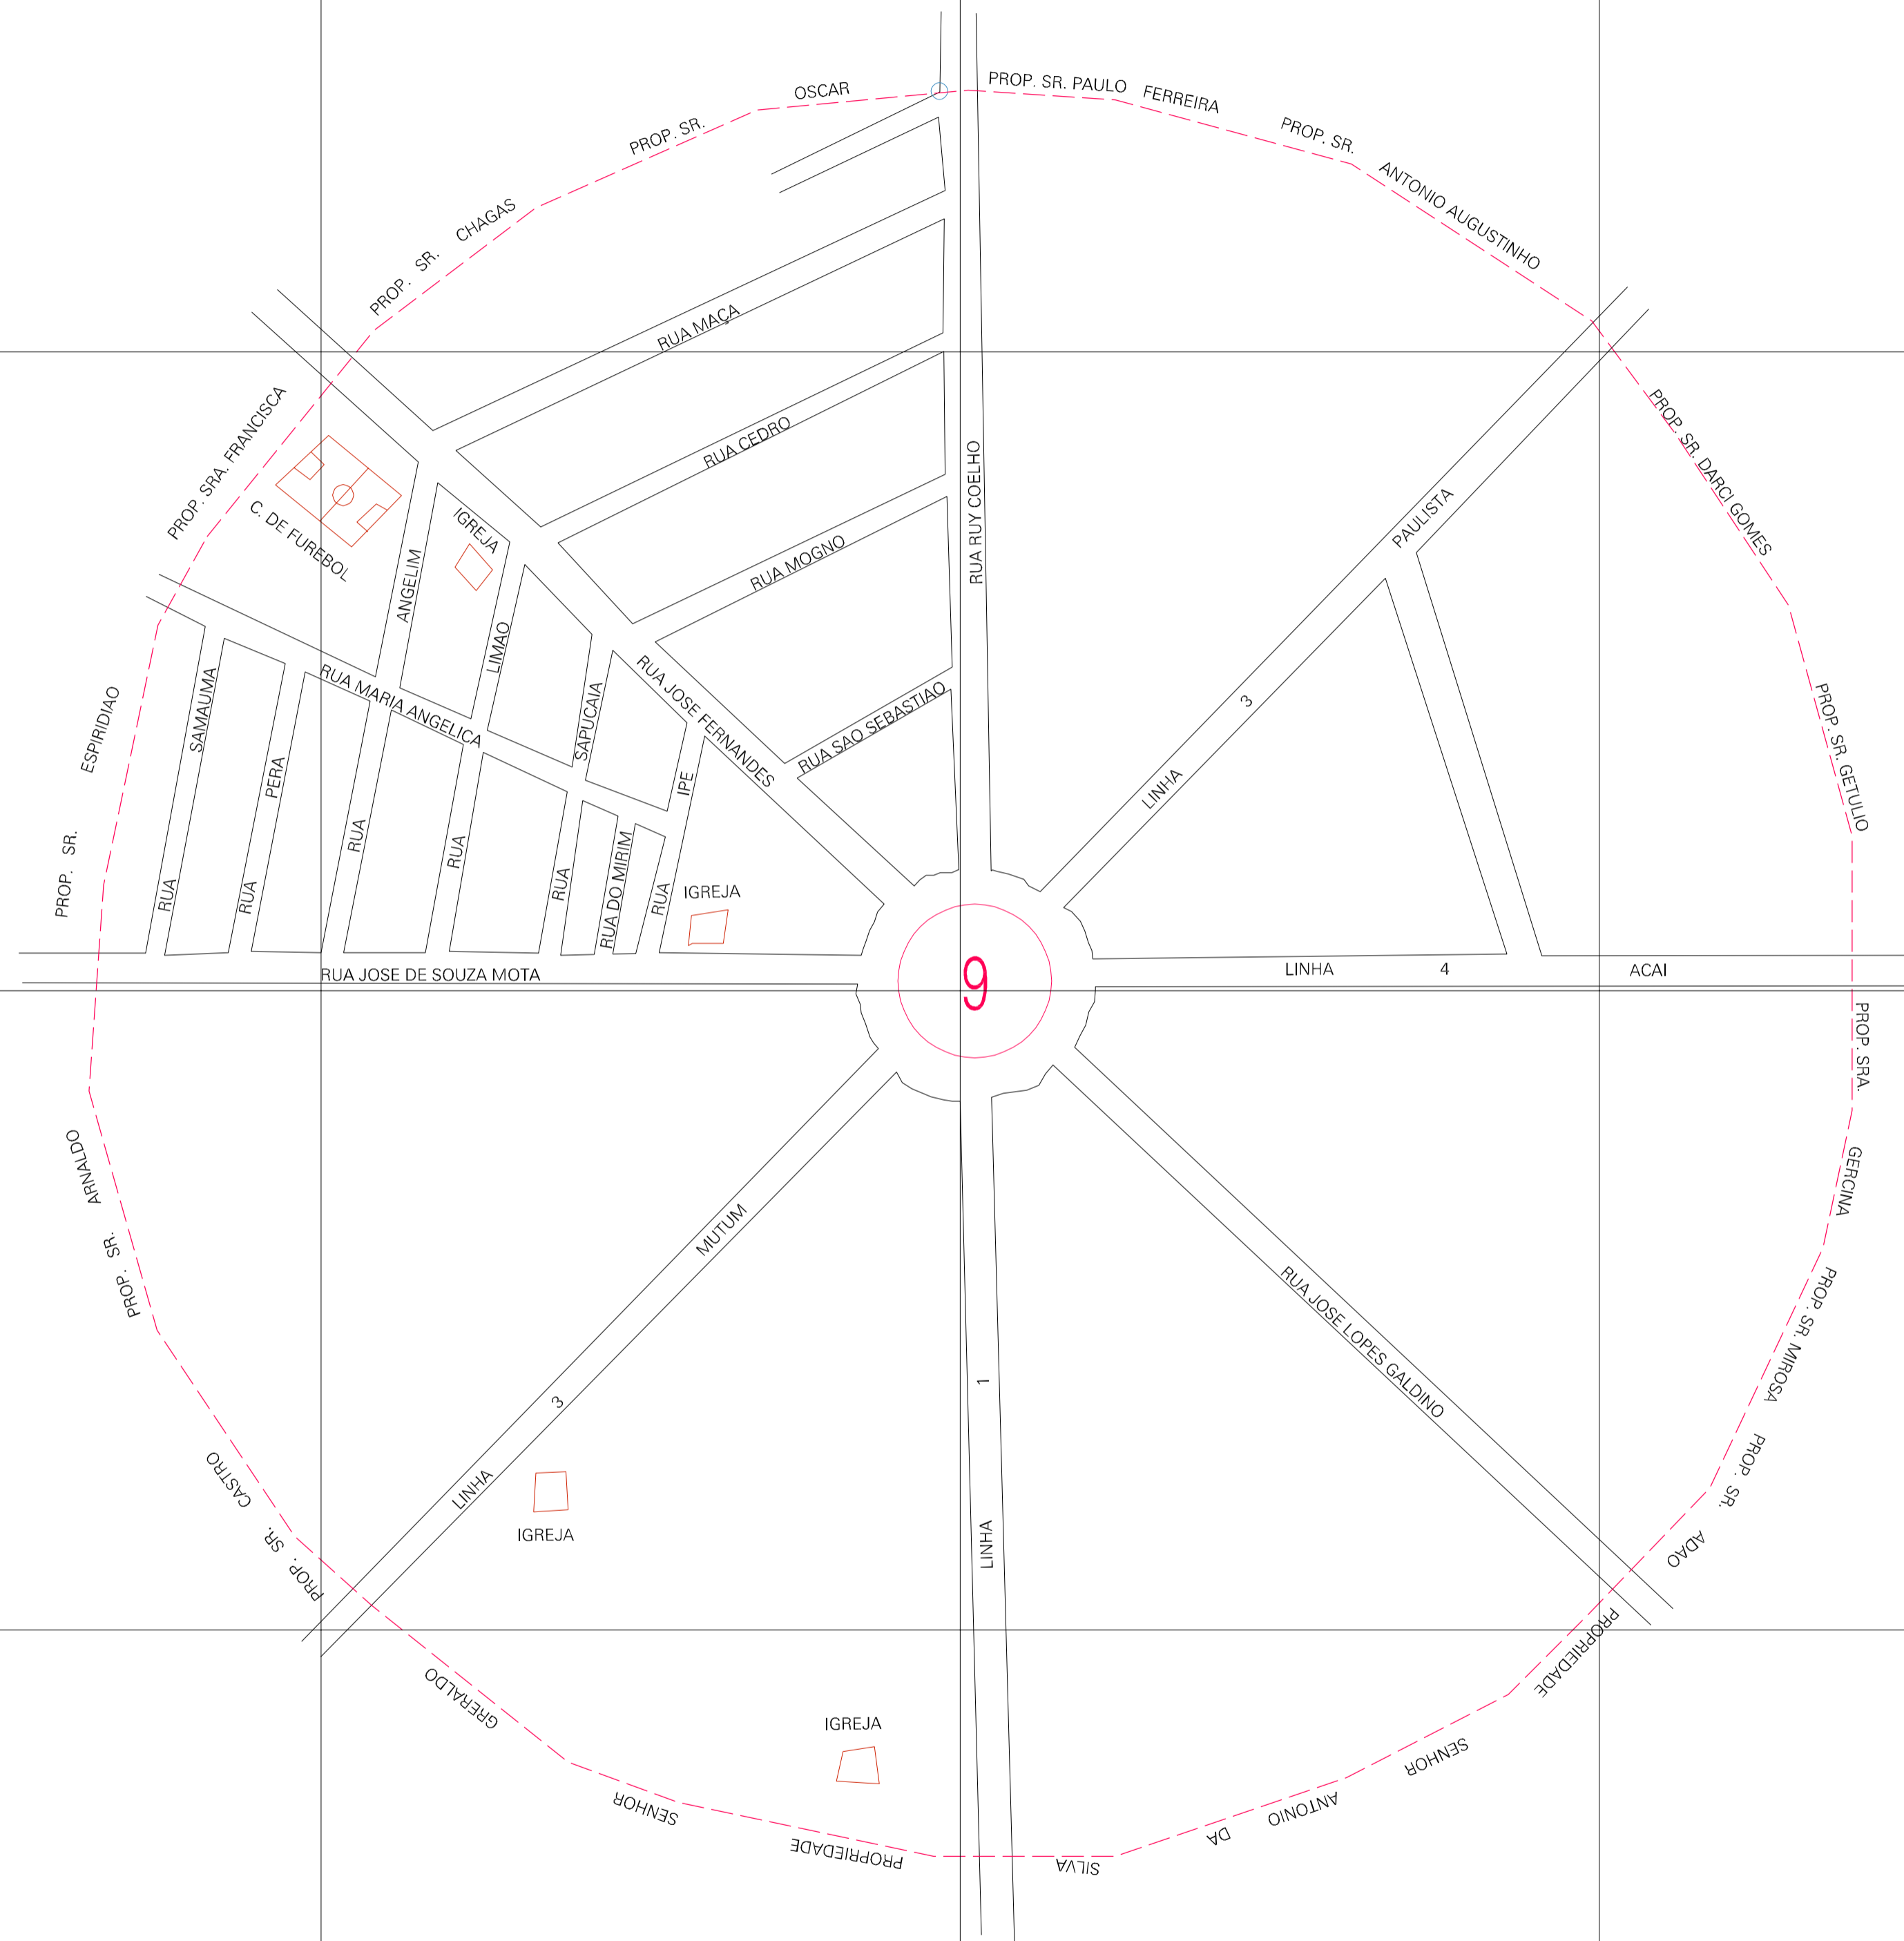 OSCAR
PROP. SR. PAULO FERREIRA
PROP. SR.
PROP. SR.
ANTONIO AUGUSTINHO
PROP. SR. CHAGAS
RUA MAÇA
PROP. SRA. FRANCISCA
PROP. SR. DARCI GOMES
RUA CEDRO
RUA RUY COELHO
C. DE FUREBOL
IGREJA
PAULISTA
RUA MOGNO
ANGELIM
LIMAO
SAMAUMA
RUA MARIA ANGELICA
SAPUCAIA
RUA JOSE FERNANDES
RUA SAO SEBASTIAO
3
LINHA
PROP. SR. GETULIO
ESPIRIDIAO
PROP. SR.
PERA
IPE
RUA
RUA
RUA
RUA
RUA
RUA DO MIRIM
RUA
IGREJA
RUA JOSE DE SOUZA MOTA
9
LINHA 4 ACAI
PROP. SRA.
GERCINA
ARNALDO
PROP. SR.
MUTUM
3
LINHA
RUA JOSE LOPES GALDINO
PROP. SR. MIROSA
1
LINHA
PROP. SR.
ADAO
CASTRO
PROP. SR.
IGREJA
GRERALDO
SENHOR
PROPRIEDADE
IGREJA
PROPRIEDADE
SENHOR
ANTONIO
DA
SILVA